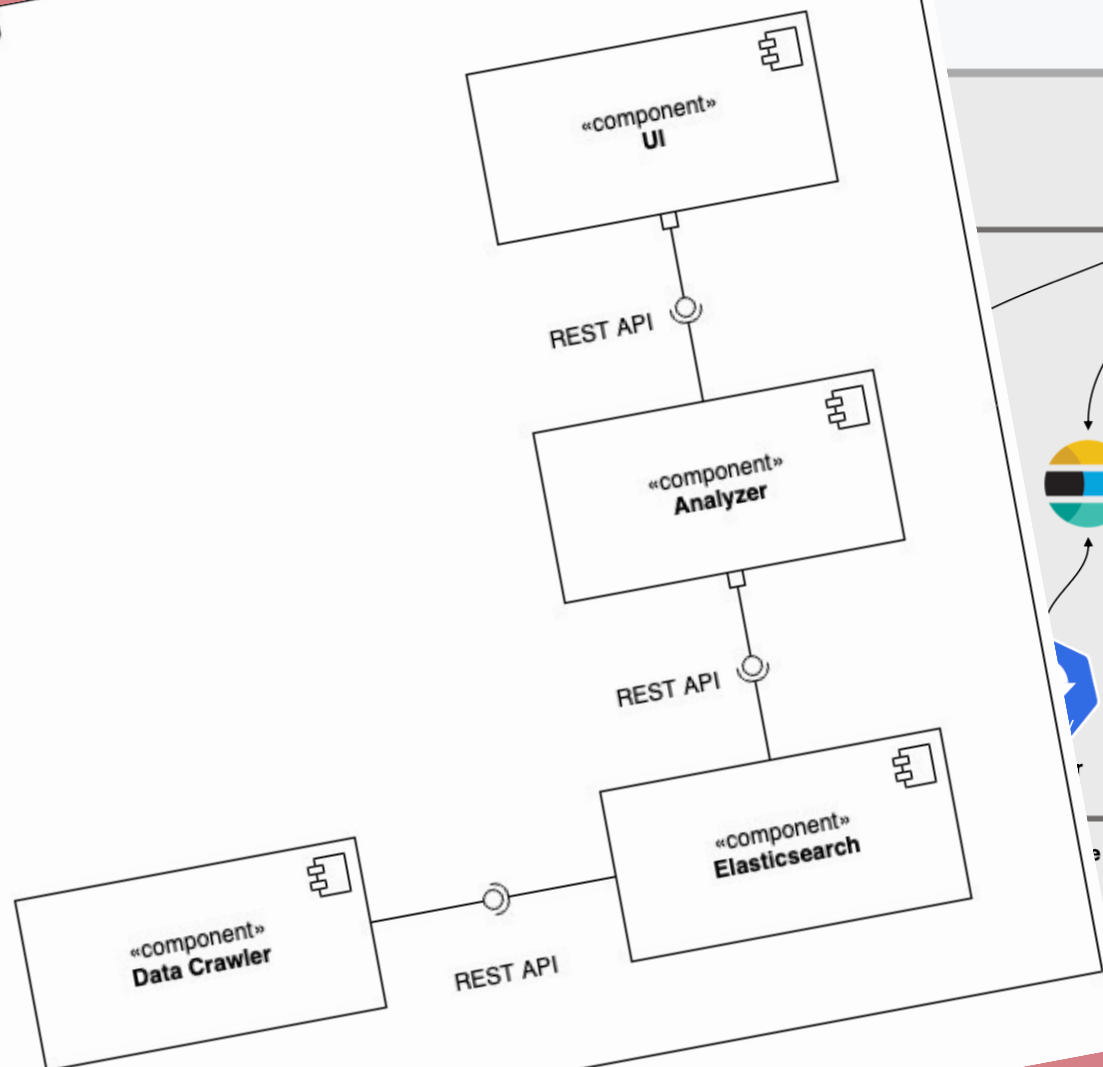 «component»
UI
REST API
«component»
Analyzer
REST API
«component»
Elasticsearch
«component»
Data Crawler
REST API